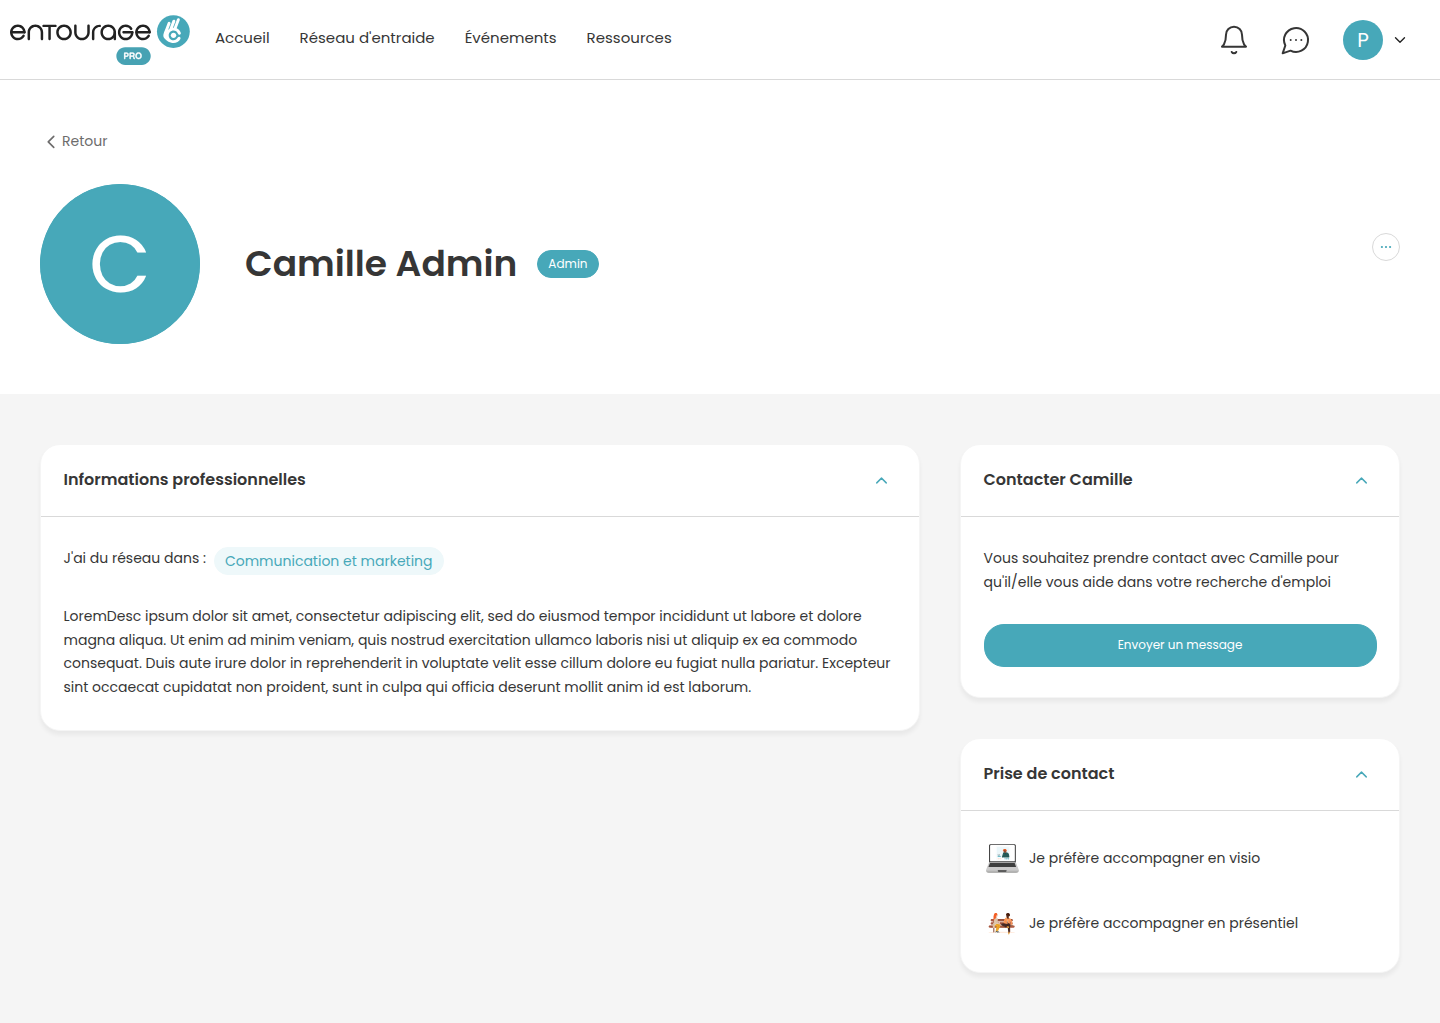 entourage
PRO
Accueil
Réseau d'entraide
Événements
Ressources
P
Retour
C
Camille Admin
Admin
Informations professionnelles
J'ai du réseau dans :
Communication et marketing
LoremDesc ipsum dolor sit amet, consectetur adipiscing elit, sed do eiusmod tempor incididunt ut labore et dolore
magna aliqua. Ut enim ad minim veniam, quis nostrud exercitation ullamco laboris nisi ut aliquip ex ea commodo
consequat. Duis aute irure dolor in reprehenderit in voluptate velit esse cillum dolore eu fugiat nulla pariatur. Excepteur
sint occaecat cupidatat non proident, sunt in culpa qui officia deserunt mollit anim id est laborum.
Contacter Camille
Vous souhaitez prendre contact avec Camille pour
qu'il/elle vous aide dans votre recherche d'emploi
Envoyer un message
Prise de contact
Je préfère accompagner en visio
Je préfère accompagner en présentiel